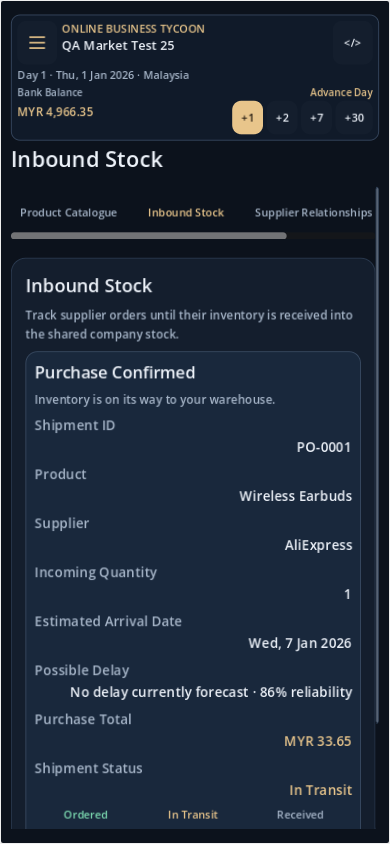 ONLINE BUSINESS TYCOON
QA Market Test 25
</>
Day 1 · Thu, 1 Jan 2026 · Malaysia
Bank Balance
Advance Day
MYR 4,966.35
+1 +2 +7 +30
Inbound Stock
Product Catalogue Inbound Stock Supplier Relationships
Inbound Stock
Track supplier orders until their inventory is received into
the shared company stock.
Purchase Confirmed
Inventory is on its way to your warehouse.
Shipment ID
PO-0001
Product
Wireless Earbuds
Supplier
AliExpress
Incoming Quantity
1
Estimated Arrival Date
Wed, 7 Jan 2026
Possible Delay
No delay currently forecast · 86% reliability
Purchase Total
MYR 33.65
Shipment Status
In Transit
Ordered In Transit Received